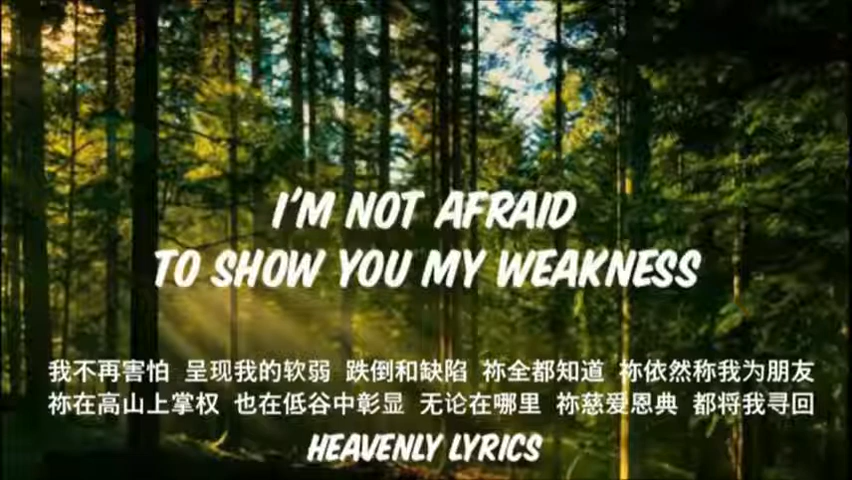 I'M NOT AFRAID
TO SHOW YOU MY WEAKNESS
我不再害怕 呈现我的软弱 跌倒和缺陷 祢全都知道 祢依然称我为朋友
祢在高山上掌权 也在低谷中彰显 无论在哪里 祢慈爱恩典 都将我寻回
HEAVENLY LYRICS